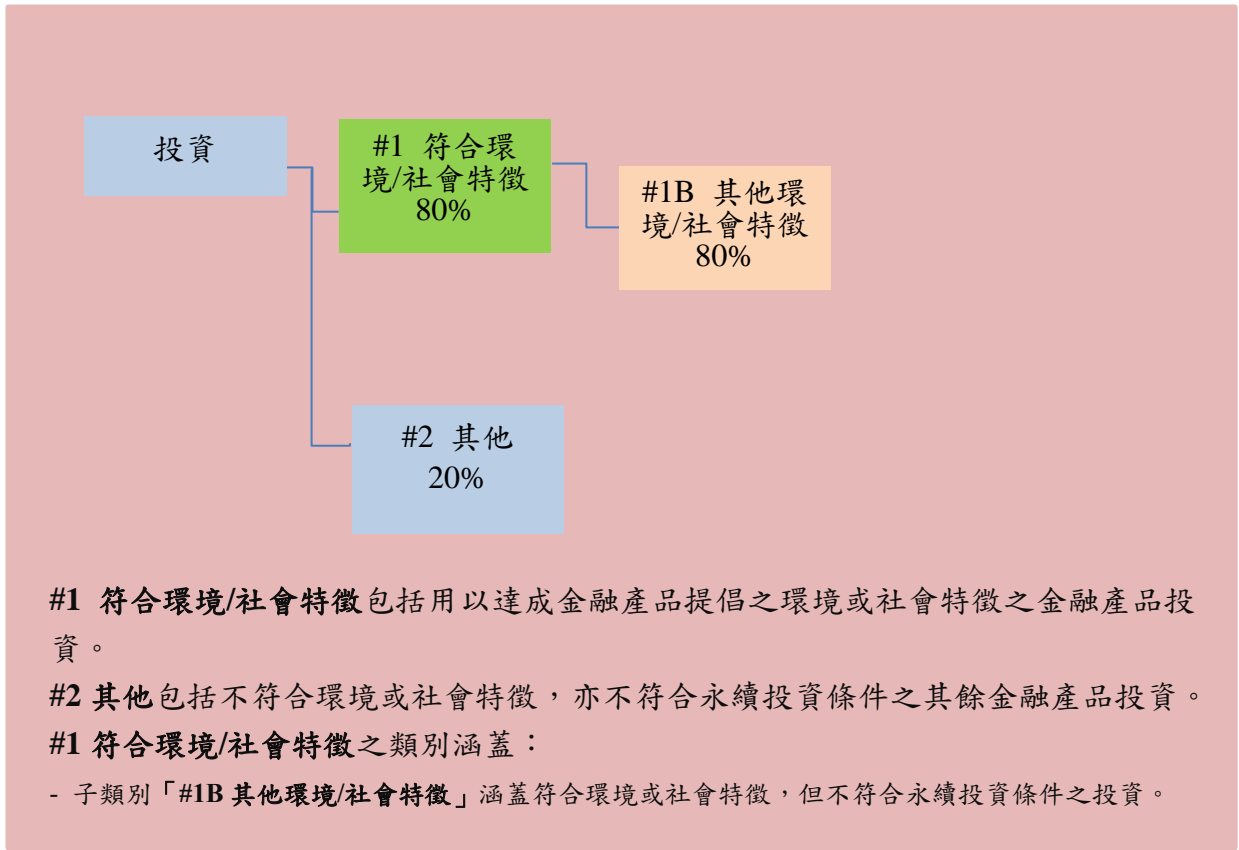 投資
#1 符合環
境/社會特徵
80%
#1B 其他環
境/社會特徵
80%
#2 其他
20%
#1 符合環境/社會特徵包括用以達成金融產品提倡之環境或社會特徵之金融產品投
資。
#2 其他包括不符合環境或社會特徵，亦不符合永續投資條件之其餘金融產品投資。
#1 符合環境/社會特徵之類別涵蓋：
- 子類別「#1B 其他環境/社會特徵」涵蓋符合環境或社會特徵，但不符合永續投資條件之投資。